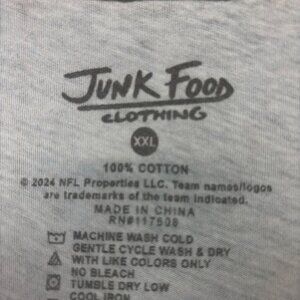 JUNK FOOD
CLOTHING
XXL
100% COTTON
© 2024 NFL Properties LLC. Team names/logos
are trademarks of the team indicated.
MADE IN CHINA
RN#117508
MACHINE WASH COLD
GENTLE CYCLE WASH & DRY
WITH LIKE COLORS ONLY
NO BLEACH
TUMBLE DRY LOW
COOL IRON